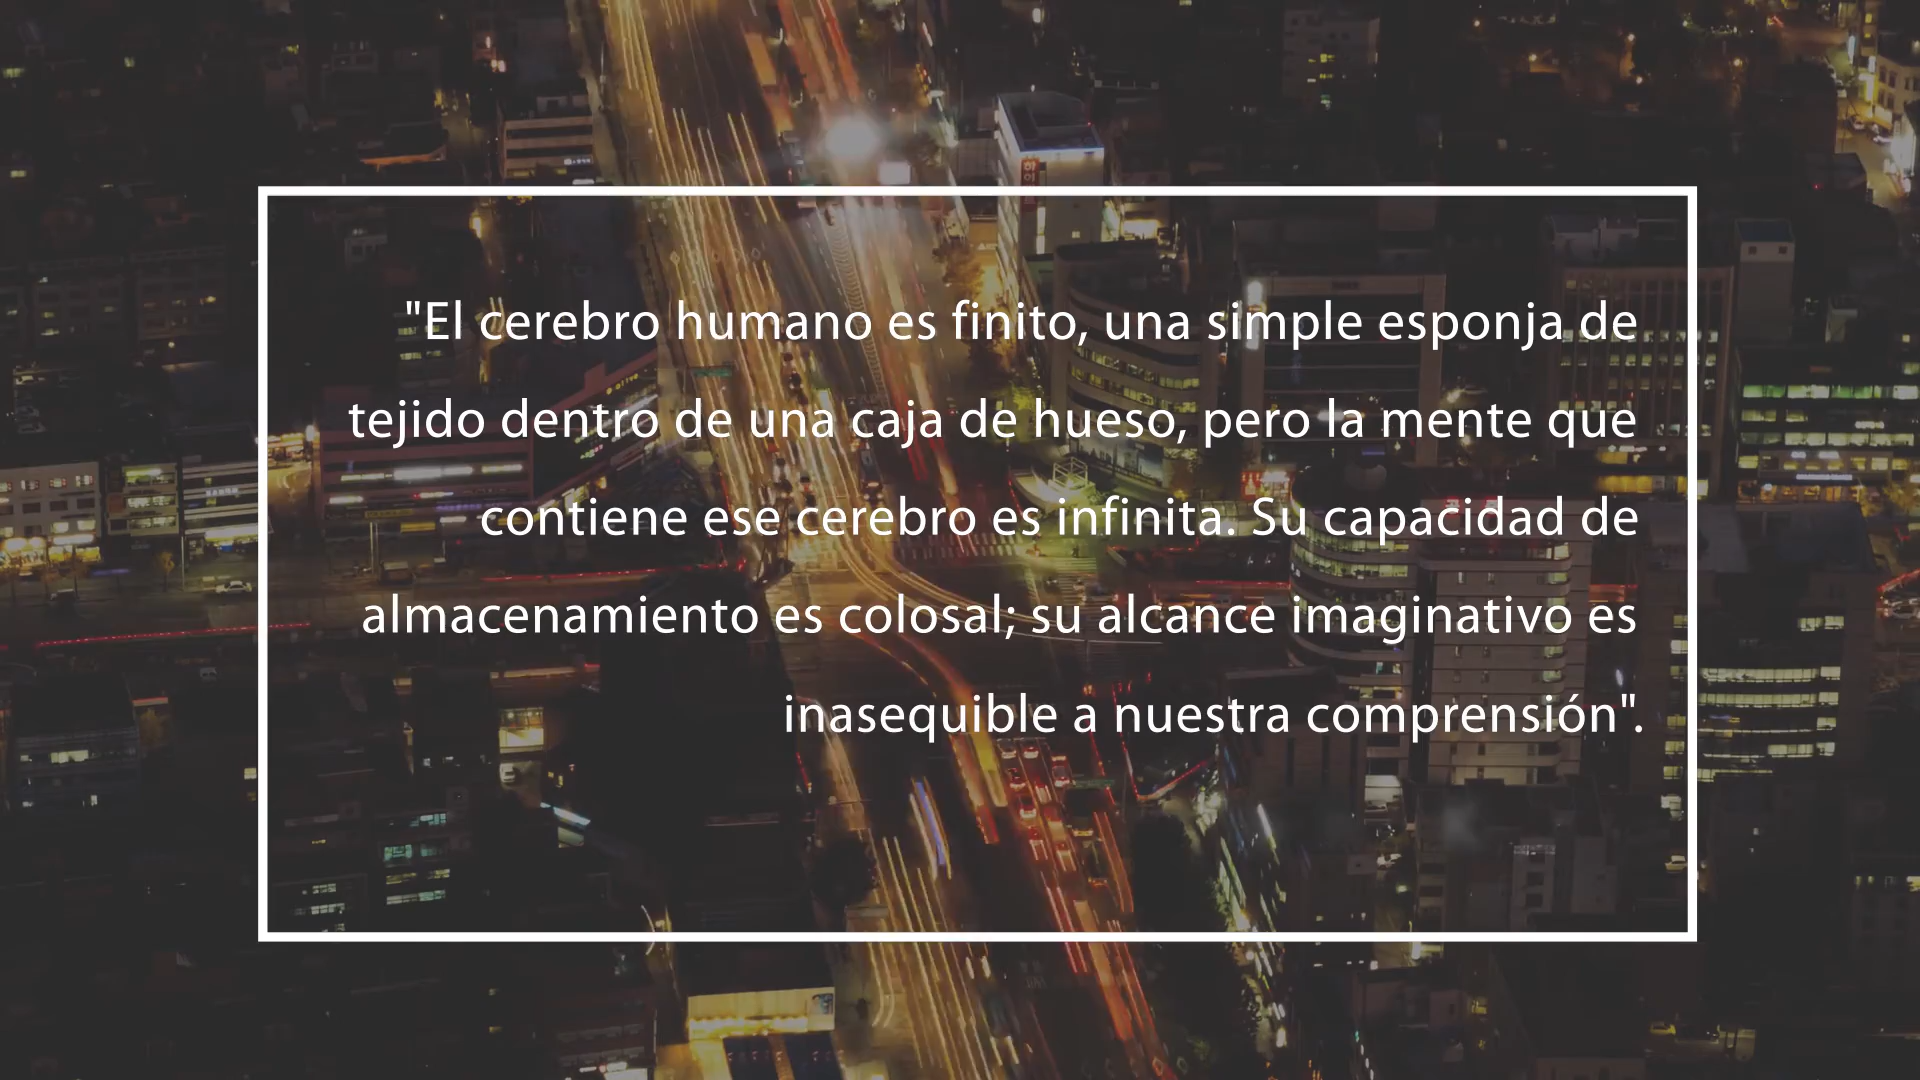 "El cerebro humano es finito, una simple esponja de
tejido dentro de una caja de hueso, pero la mente que
contiene ese cerebro es infinita. Su capacidad de
almacenamiento es colosal; su alcance imaginativo es
inasequible a nuestra comprensión".